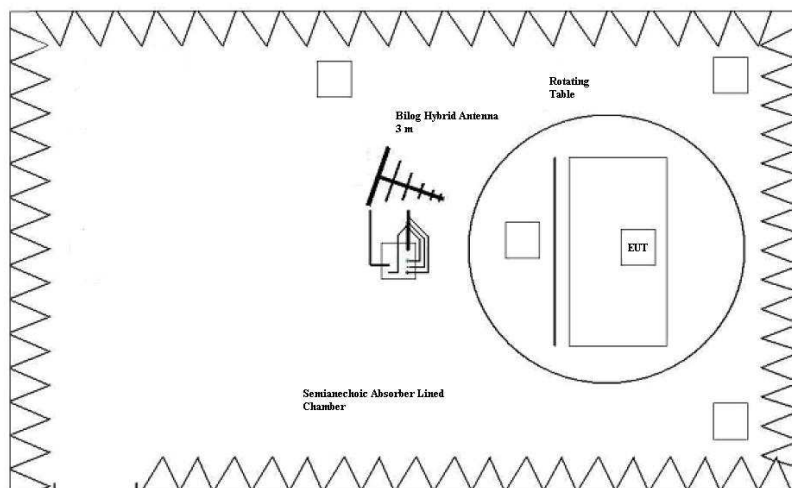 Rotating
Table
Bilog Hybrid Antenna
3 m
EUT
Semianechoic Absorber Lined
Chamber